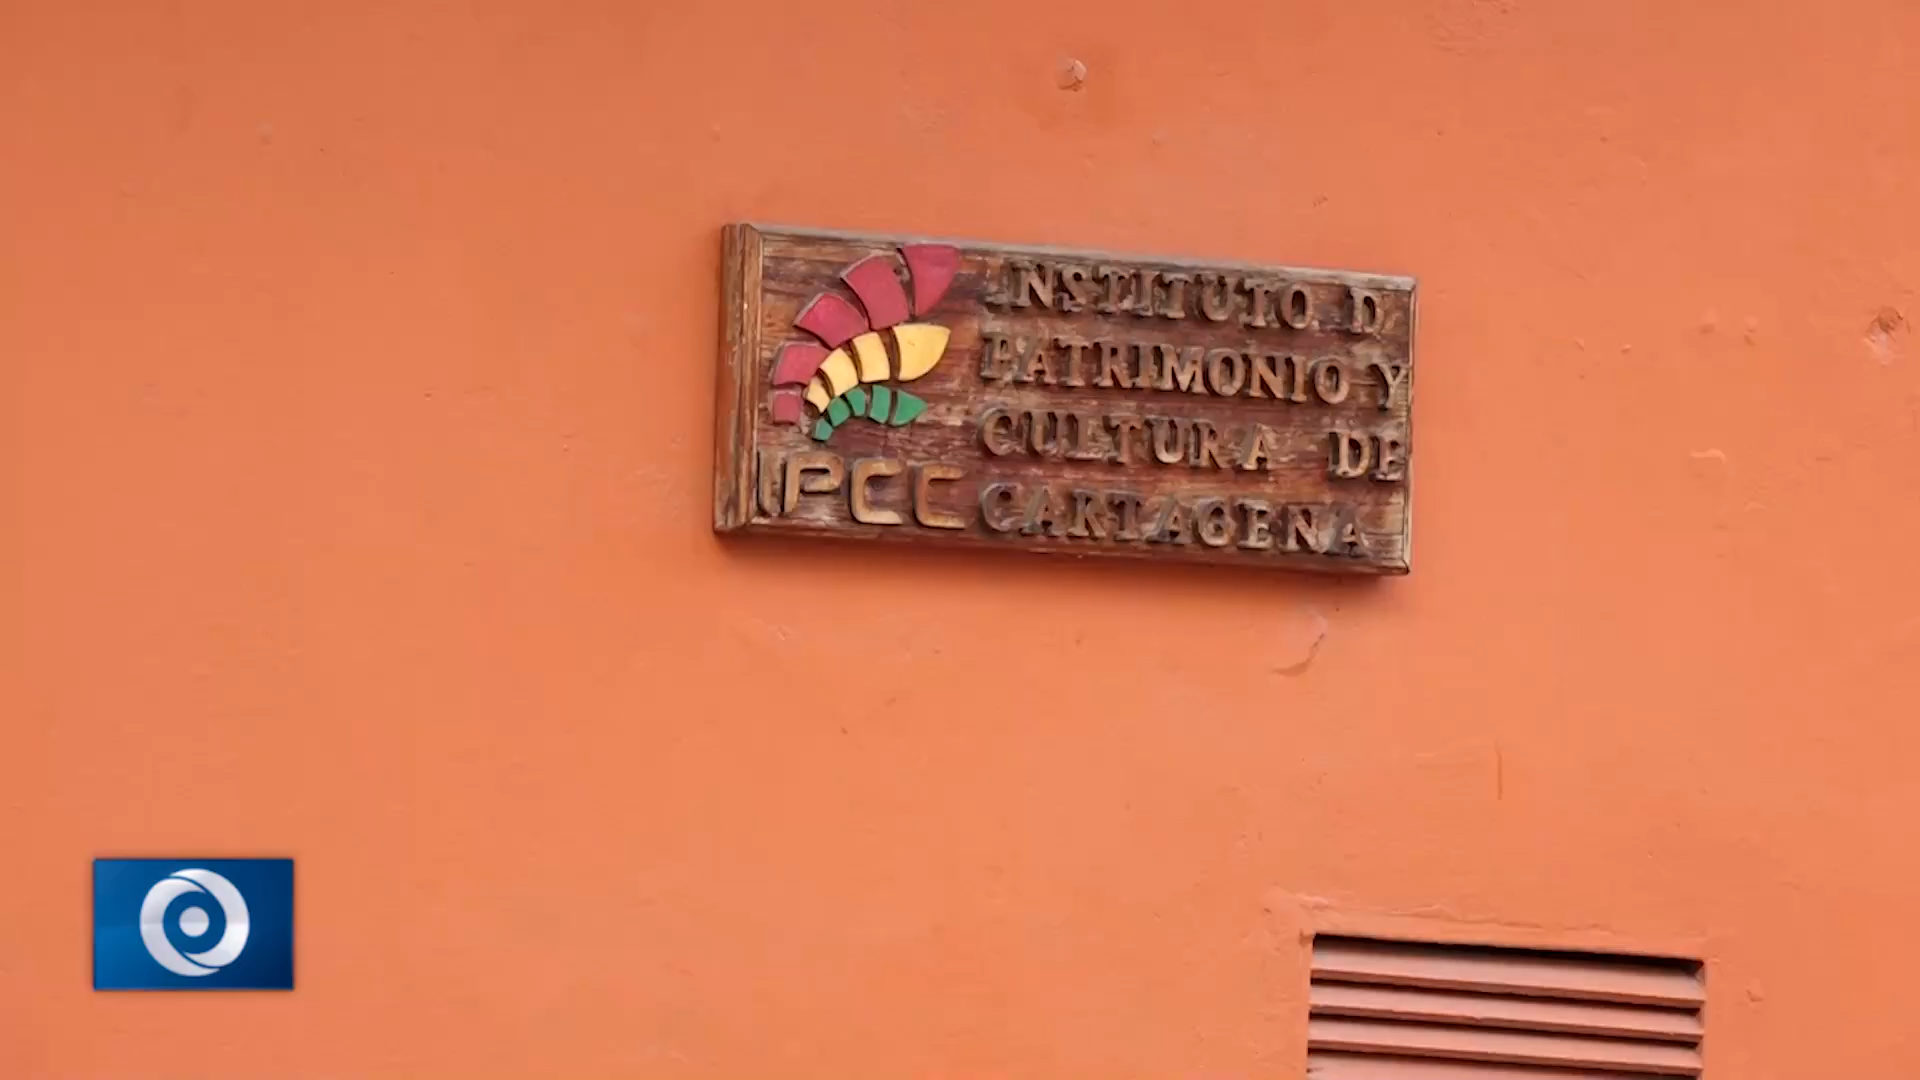 INSTITUTO D
PATRIMONIO Y
CULTURA DE
CARTAGENA
IPCC